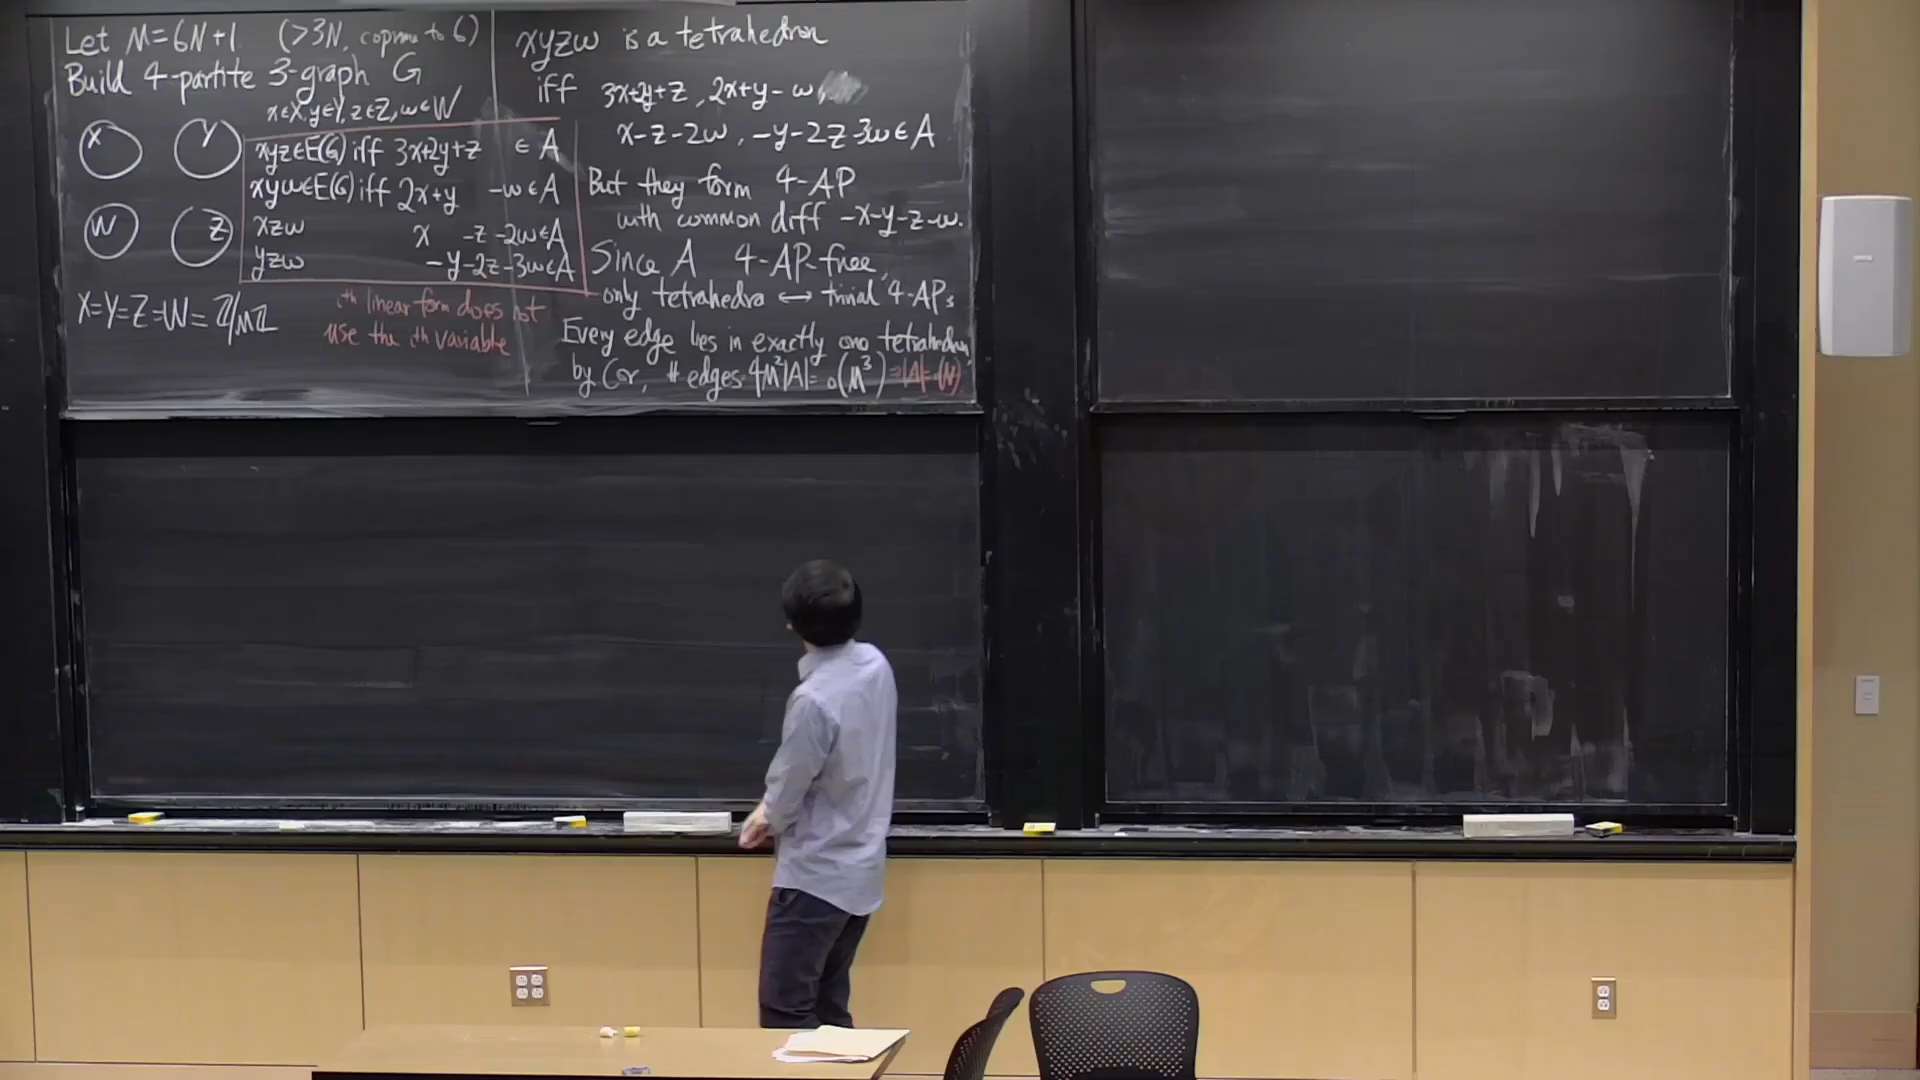 Let M=6N+1 (>3N, coprime to 6)
Build 4-partite 3-graph G
x∈X, y∈Y, z∈Z, w∈W
X Y
W Z
xyz∈E(G) iff 3x+2y+z ∈ A
xyw∈E(G) iff 2x+y -w∈A
xzw x -z-2w∈A
yzw -y-2z-3w∈A
X=Y=Z=W=ℤ/Mℤ
ith linear form does not
use the ith variable
xyzw is a tetrahedron
iff 3x+2y+z, 2x+y-w,
x-z-2w, -y-2z-3w∈A
But they form 4-AP
with common diff -x-y-z-w.
Since A 4-AP-free,
only tetrahedra ↔ trivial 4-APs
Every edge lies in exactly one tetrahedron
by Cor, # edges 4M²|A|= o(M³) ⇒|A|=o(N)